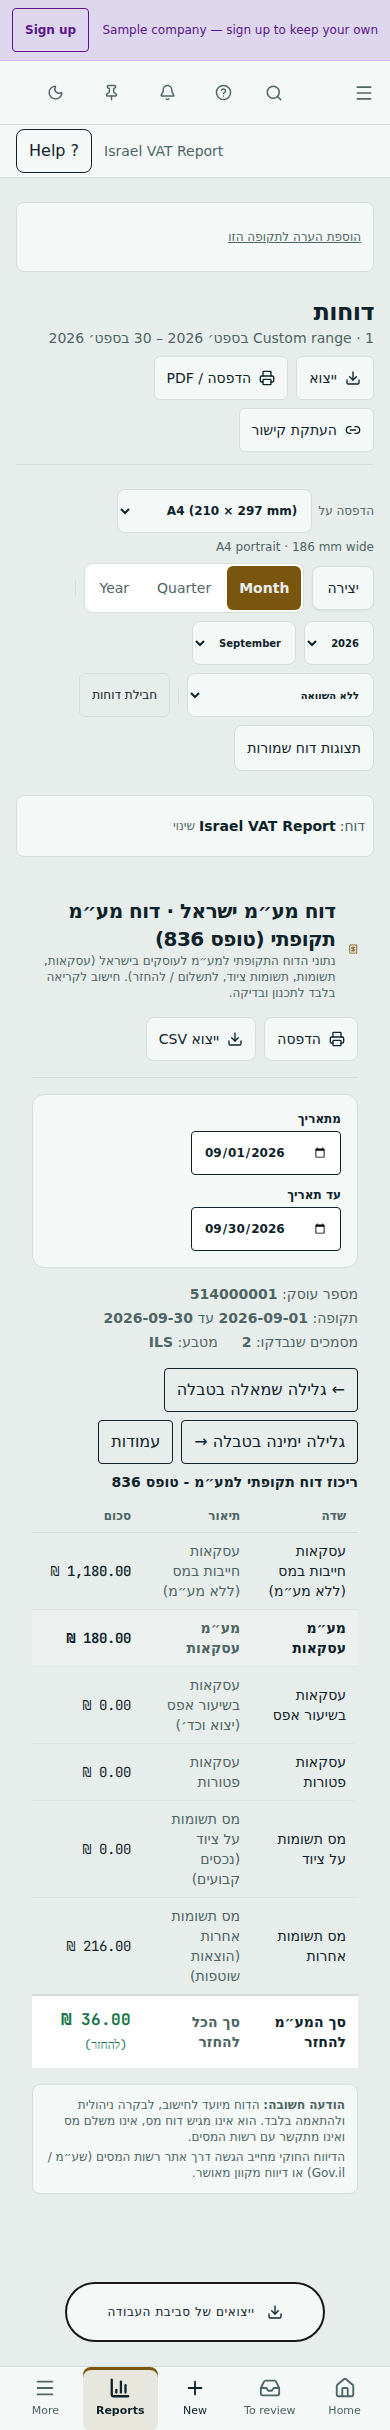 Sample company — sign up to keep your own
Sign up
Help ?
Israel VAT Report
הוספת הערה לתקופה הזו
דוחות
Custom range · 1 בספט׳ 2026 – 30 בספט׳ 2026
ייצוא
הדפסה / PDF
העתקת קישור
הדפסה על
A4 (210 × 297 mm)
A4 portrait · 186 mm wide
יצירה
Month
Quarter
Year
2026
September
ללא השוואה
חבילת דוחות
תצוגות דוח שמורות
דוח: Israel VAT Report שינוי
דוח מע״מ ישראל · דוח מע״מ
תקופתי (טופס 836)
נתוני הדוח התקופתי למע״מ לעוסקים בישראל (עסקאות,
תשומות, תשומות ציוד, לתשלום / להחזר). חישוב לקריאה
בלבד לתכנון ובדיקה.
הדפסה
ייצוא CSV
מתאריך
09/01/2026
עד תאריך
09/30/2026
מספר עוסק: 514000001
תקופה: 2026-09-01 עד 2026-09-30
מסמכים שנבדקו: 2 מטבע: ILS
← גלילה שמאלה בטבלה
גלילה ימינה בטבלה →
עמודות
ריכוז דוח תקופתי למע״מ - טופס 836
שדה תיאור סכום
עסקאות
חייבות במס
(ללא מע״מ)
עסקאות
חייבות במס
(ללא מע״מ)
1,180.00 ₪
מע״מ
עסקאות
מע״מ
עסקאות
180.00 ₪
עסקאות
בשיעור אפס
עסקאות
בשיעור אפס
(יצוא וכד׳)
0.00 ₪
עסקאות
פטורות
עסקאות
פטורות
0.00 ₪
מס תשומות
על ציוד
מס תשומות
על ציוד
(נכסים
קבועים)
0.00 ₪
מס תשומות
אחרות
מס תשומות
אחרות
(הוצאות
שוטפות)
216.00 ₪
סך המע״מ
להחזר
סך הכל
להחזר
36.00 ₪
(להחזר)
הודעה חשובה: הדוח מיועד לחישוב, לבקרה ניהולית
ולהתאמה בלבד. הוא אינו מגיש דוח מס, אינו משלם מס
ואינו מתקשר עם רשות המסים.
הדיווח החוקי מחייב הגשה דרך אתר רשות המסים (שע״מ /
Gov.il) או דיווח מקוון מאושר.
ייצואים של סביבת העבודה
Home
To review
New
Reports
More